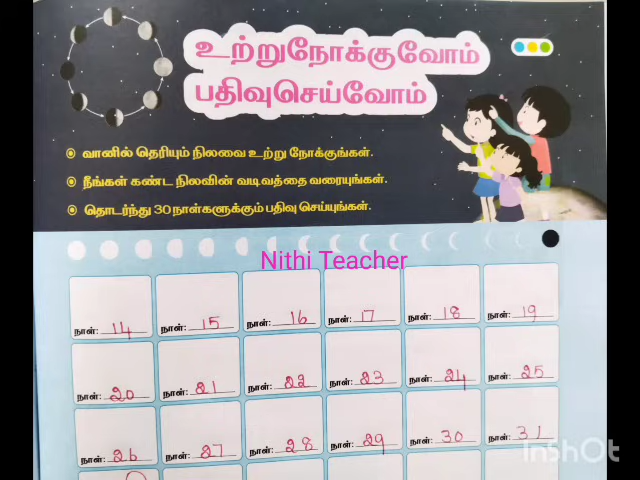 உற்றுநோக்குவோம்
பதிவுசெய்வோம்
வானில் தெரியும் நிலவை உற்று நோக்குங்கள்.
நீங்கள் கண்ட நிலவின் வடிவத்தை வரையுங்கள்.
தொடர்ந்து 30 நாள்களுக்கும் பதிவு செய்யுங்கள்.
Nithi Teacher
நாள்: 14 நாள்: 15 நாள்: 16 நாள்: 17 நாள்: 18 நாள்: 19
நாள்: 20 நாள்: 21 நாள்: 22 நாள்: 23 நாள்: 24 நாள்: 25
நாள்: 26 நாள்: 27 நாள்: 28 நாள்: 29 நாள்: 30 நாள்: 31
InShOt